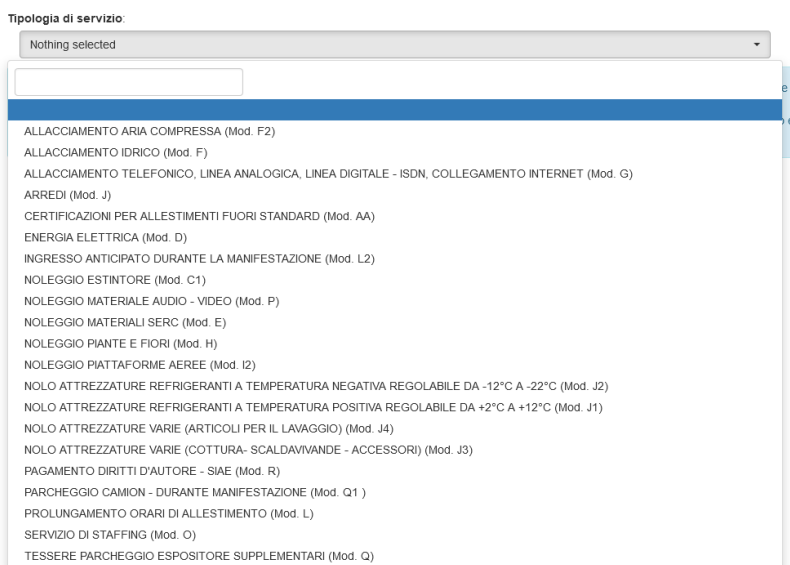 Tipologia di servizio:
Nothing selected
ALLACCIAMENTO ARIA COMPRESSA (Mod. F2)
ALLACCIAMENTO IDRICO (Mod. F)
ALLACCIAMENTO TELEFONICO, LINEA ANALOGICA, LINEA DIGITALE - ISDN, COLLEGAMENTO INTERNET (Mod. G)
ARREDI (Mod. J)
CERTIFICAZIONI PER ALLESTIMENTI FUORI STANDARD (Mod. AA)
ENERGIA ELETTRICA (Mod. D)
INGRESSO ANTICIPATO DURANTE LA MANIFESTAZIONE (Mod. L2)
NOLEGGIO ESTINTORE (Mod. C1)
NOLEGGIO MATERIALE AUDIO - VIDEO (Mod. P)
NOLEGGIO MATERIALI SERC (Mod. E)
NOLEGGIO PIANTE E FIORI (Mod. H)
NOLEGGIO PIATTAFORME AEREE (Mod. I2)
NOLO ATTREZZATURE REFRIGERANTI A TEMPERATURA NEGATIVA REGOLABILE DA -12°C A -22°C (Mod. J2)
NOLO ATTREZZATURE REFRIGERANTI A TEMPERATURA POSITIVA REGOLABILE DA +2°C A +12°C (Mod. J1)
NOLO ATTREZZATURE VARIE (ARTICOLI PER IL LAVAGGIO) (Mod. J4)
NOLO ATTREZZATURE VARIE (COTTURA- SCALDAVIVANDE - ACCESSORI) (Mod. J3)
PAGAMENTO DIRITTI D'AUTORE - SIAE (Mod. R)
PARCHEGGIO CAMION - DURANTE MANIFESTAZIONE (Mod. Q1 )
PROLUNGAMENTO ORARI DI ALLESTIMENTO (Mod. L)
SERVIZIO DI STAFFING (Mod. O)
TESSERE PARCHEGGIO ESPOSITORE SUPPLEMENTARI (Mod. Q)